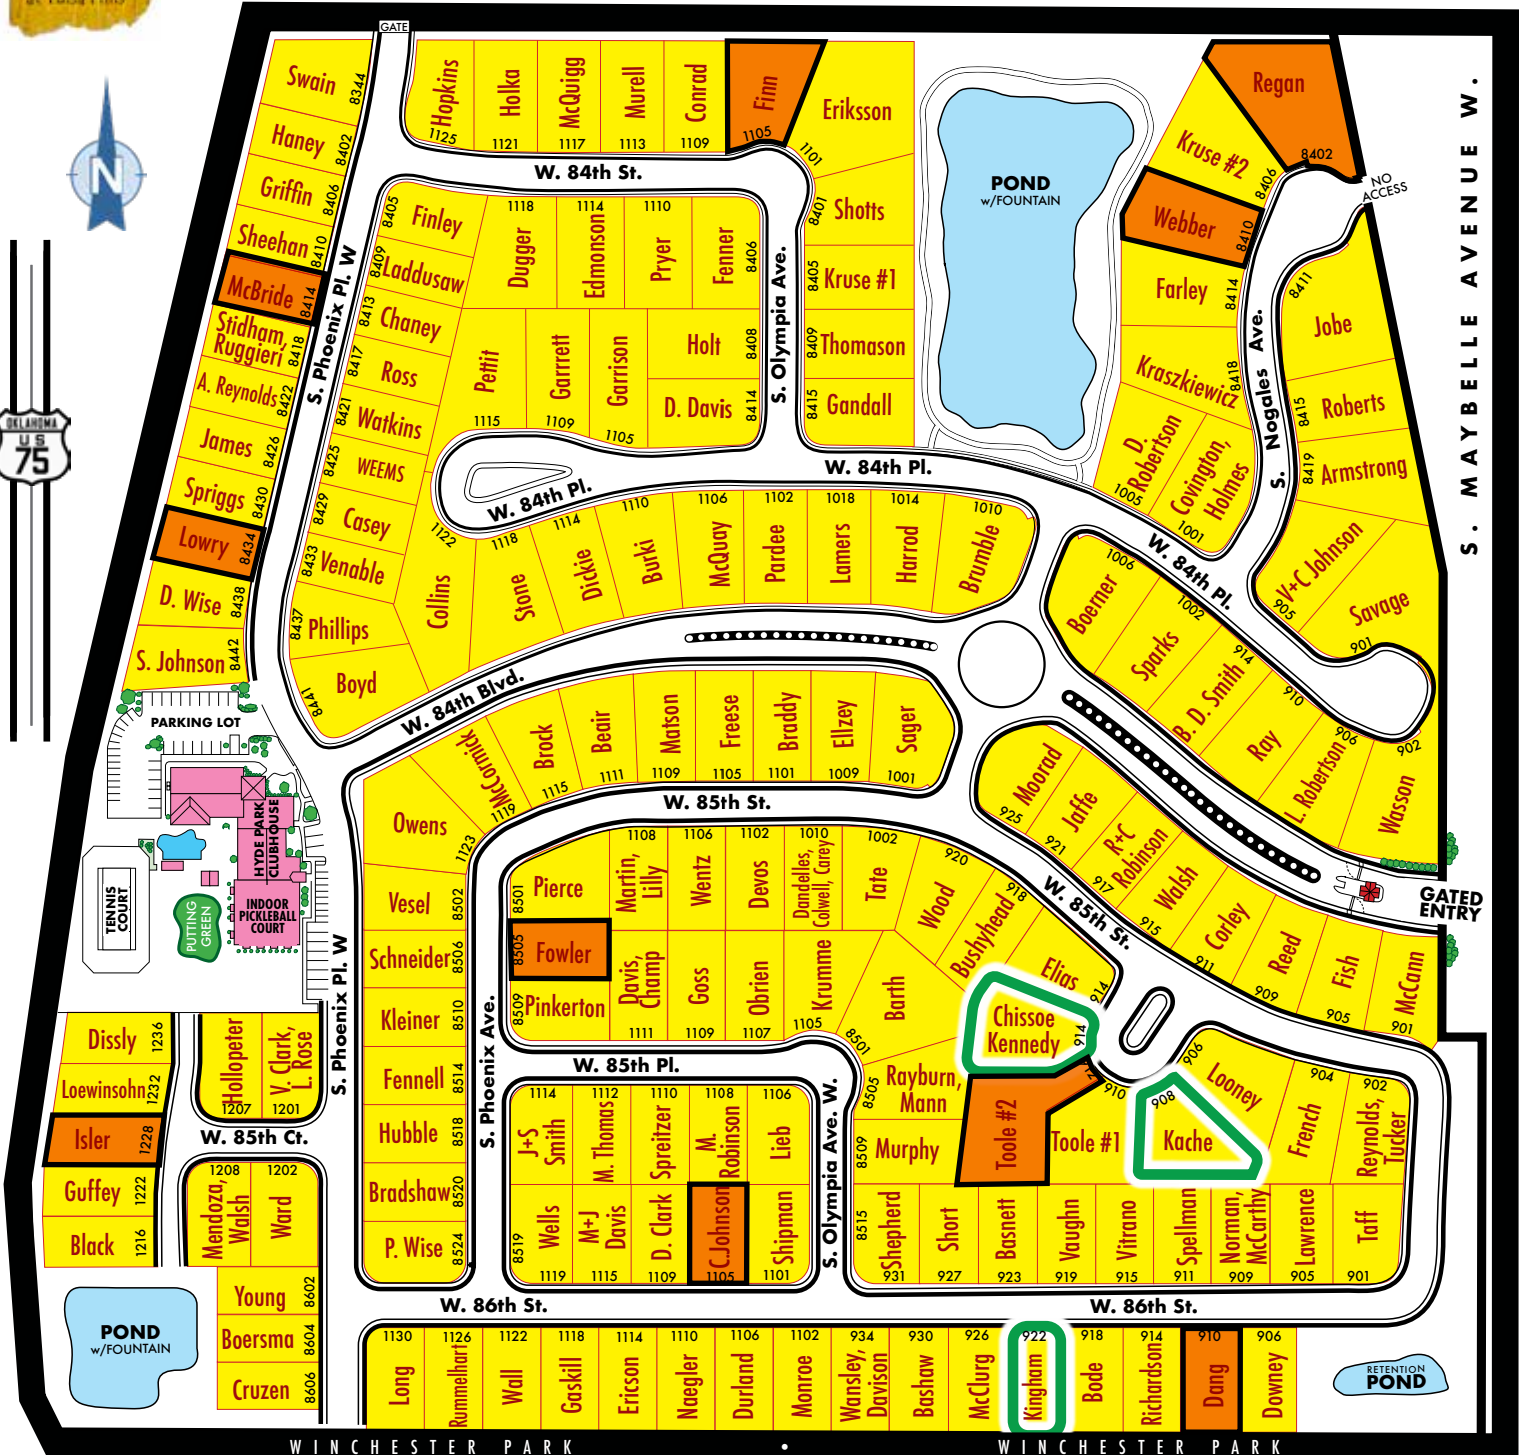 GATE
N
OKLAHOMA
US
75
Swain 8344
Haney 8402
Griffin 8406
Sheehan 8410
McBride 8414
Stidham,
Ruggieri 8418
A. Reynolds 8422
James 8426
Spriggs 8430
Lowry 8434
D. Wise 8438
S. Johnson 8442
S. Phoenix Pl. W
Hopkins 1125
Holka 1121
McQuigg 1117
Murell 1113
Conrad 1109
Finn 1105
Eriksson 1101
W. 84th St.
Shotts 8401
Kruse #1 8405
Thomason 8409
Gandall 8415
S. Olympia Ave.
8405 Finley
8409 Laddusaw
8413 Chaney
8417 Ross
8421 Watkins
8425 WEEMS
8429 Casey
8433 Venable
8437 Phillips
8441 Boyd
1118 Dugger
1114 Edmonson
1110 Pryer
Fenner 8406
Pettit 1115
Garrrett 1109
Garrison 1105
Holt 8408
D. Davis 8414
POND
w/FOUNTAIN
Regan 8402
Kruse #2 8406
Webber 8410
Farley 8414
Kraszkiewicz 8418
D.
Robertson 1005
Covington,
Holmes 1001
NO
ACCESS
S. Nogales Ave.
8411 Jobe
8415 Roberts
8419 Armstrong
V+C Johnson 905
Savage 901
S. MAYBELLE AVENUE W.
W. 84th Pl.
W. 84th Pl.
W. 84th Pl.
1122 Collins
1118 Stone
1114 Dickie
1110 Burki
1106 McQuay
1102 Pardee
1018 Lamers
1014 Harrod
1010 Brumble
1006 Boerner
1002 Sparks
914 B. D. Smith
910 Ray
906 L. Robertson
902 Wasson
W. 84th Blvd.
PARKING LOT
HYDE PARK
CLUBHOUSE
INDOOR
PICKLEBALL
COURT
TENNIS
COURT
PUTTING
GREEN
GATED
ENTRY
Owens 1123
McCormick 1119
Brock 1115
Beair 1111
Matson 1109
Freese 1105
Braddy 1101
Ellzey 1009
Sager 1001
W. 85th St.
Moorad 925
Jaffe 921
R+C
Robinson 917
Walsh 915
Corley 911
Reed 909
Fish 905
McCann 901
W. 85th St.
Vesel 8502
Schneider 8506
Kleiner 8510
Fennell 8514
Hubble 8518
Bradshaw 8520
P. Wise 8524
S. Phoenix Pl. W
S. Phoenix Ave.
8501 Pierce
8505 Fowler
8509 Pinkerton
1108 Martin,
Lilly
1106 Wentz
1102 Devos
1010 Dandelles,
Colwell, Carey
1002 Tate
920 Wood
918 Bushyhead
Elias 914
Davis,
Champ 1111
Goss 1109
Obrien 1107
Krumme 1105
Barth 8501
Chissoe
Kennedy 914
W. 85th Pl.
8505 Rayburn,
Mann
8509 Murphy
Toole #2
910 Toole #1
908 Kache
906 Looney
904 French
902 Reynolds,
Tucker
1114 J+S
Smith
1112 M. Thomas
1110 Spreitzer
1108 M.
Robinson
1106 Lieb
8519 Wells 1119
M+J
Davis 1115
D. Clark 1109
C.Johnson 1105
Shipman 1101
S. Olympia Ave. W.
8515 Shepherd 931
Short 927
Basnett 923
Vaughn 919
Vitrano 915
Spellman 911
Norman,
McCarthy 909
Lawrence 905
Taff 901
Dissly 1236
Loewinsohn 1232
Isler 1228
Guffey 1222
Black 1216
Hollopeter 1207
V. Clark,
L. Rose 1201
W. 85th Ct.
1208 Mendoza,
Walsh
1202 Ward
Young 8602
Boersma 8604
Cruzen 8606
POND
w/FOUNTAIN
W. 86th St.
W. 86th St.
1130 Long
1126 Rummelhart
1122 Wall
1118 Gaskill
1114 Ericson
1110 Naegler
1106 Durland
1102 Monroe
934 Wansley,
Davison
930 Bashaw
926 McClurg
922 Kingham
918 Bode
914 Richardson
910 Dang
906 Downey
RETENTION
POND
WINCHESTER PARK • WINCHESTER PARK